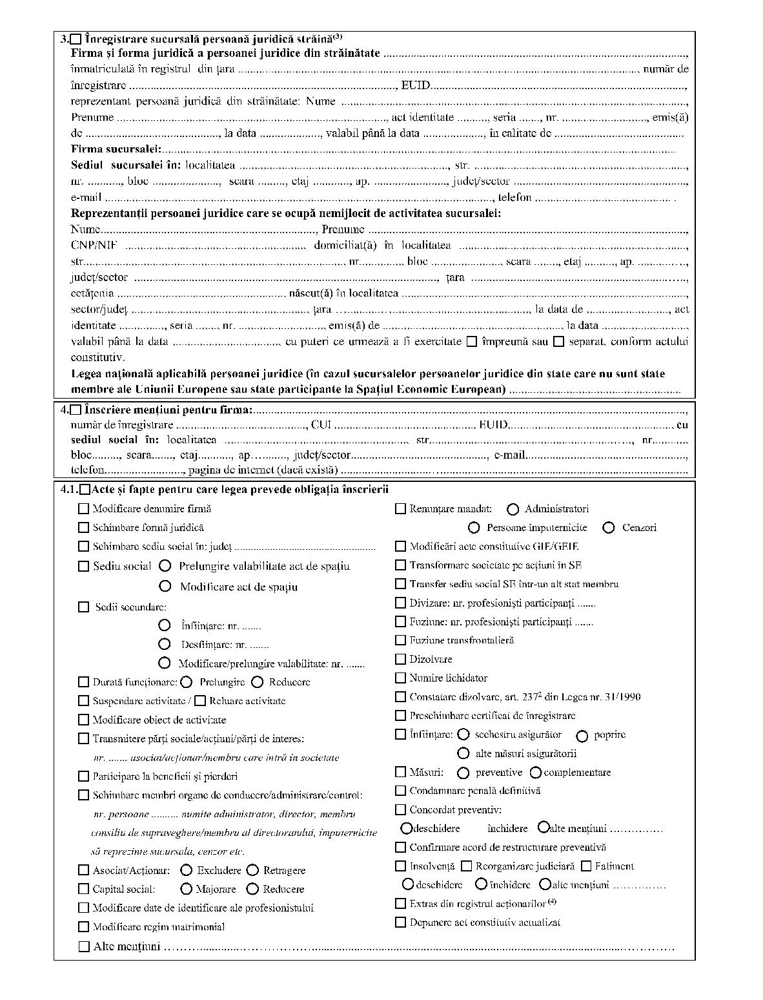 3.☐ Înregistrare sucursală persoană juridică străină(3)
Firma și forma juridică a persoanei juridice din străinătate ....................................................................................................,
înmatriculată în registrul din țara ...................................................................................................................................., număr de
înregistrare ........................................................................................, EUID....................................................................................,
reprezentant persoană juridică din străinătate: Nume ..................................................................................................................,
Prenume ........................................................................................., act identitate .........., seria ......., nr. ............................, emis(ă)
de ............................................, la data ...................., valabil până la data ...................., în calitate de ...........................................
Firma sucursalei:..........................................................................................................................................................................
Sediul sucursalei în: localitatea ...................................................................., str. ......................................................................,
nr. ..........., bloc ......................, scara ........., etaj ............, ap. ........................, județ/sector .........................................................,
e-mail ................................................................................................................................, telefon ..............................................
Reprezentanții persoanei juridice care se ocupă nemijlocit de activitatea sucursalei:
Nume......................................................................., Prenume .........................................................................................................,
CNP/NIF ............................................................, domiciliat(ă) în localitatea ...........................................................................,
str....................................................................................., nr............., bloc ......................., scara ......., etaj .........., ap. ...............,
județ/sector ...................................................................................................., țara ......................................................................,
cetățenia ......................................................., născut(ă) în localitatea ..............................................................................................,
sector/județ ..........................................................., țara ................................................................, la data de ..........................., act
identitate ..............., seria ......., nr. ............................, emis(ă) de ..........................................................., la data ............................,
valabil până la data ..................................., cu puteri ce urmează a fi exercitate ☐ împreună sau ☐ separat, conform actului
constitutiv.
Legea națională aplicabilă persoanei juridice (în cazul sucursalelor persoanelor juridice din state care nu sunt state
membre ale Uniunii Europene sau state participante la Spațiul Economic European) .........................................................
4.☐ Înscriere mențiuni pentru firma:...............................................................................................................................................,
număr de înregistrare ..........................................., CUI ............................................... EUID......................................................, cu
sediul social în: localitatea ............................................................, str.................................................................., nr...........,
bloc........., scara......., etaj..........., ap............, județ/sector............................................., e-mail.....................................................,
telefon.........................., pagina de internet (dacă există) ...................................................................................................................
4.1.☐Acte și fapte pentru care legea prevede obligația înscrierii
☐ Modificare denumire firmă
☐ Schimbare formă juridică
☐ Schimbare sediu social în: județ .....................................................
☐ Sediu social ○ Prelungire valabilitate act de spațiu
○ Modificare act de spațiu
☐ Sedii secundare:
○ Înființare: nr. .......
○ Desființare: nr. .......
○ Modificare/prelungire valabilitate: nr. .......
☐ Durată funcționare: ○ Prelungire ○ Reducere
☐ Suspendare activitate / ☐ Reluare activitate
☐ Modificare obiect de activitate
☐ Transmitere părți sociale/acțiuni/părți de interes:
nr. ....... asociat/acționar/membru care intră în societate
☐ Participare la beneficii și pierderi
☐ Schimbare membri organe de conducere/administrare/control:
nr. persoane .......... numite administrator, director, membru
consiliu de supraveghere/membru al directoratului, împuternicite
să reprezinte sucursala, cenzor etc.
☐ Asociat/Acționar: ○ Excludere ○ Retragere
☐ Capital social: ○ Majorare ○ Reducere
☐ Modificare date de identificare ale profesionistului
☐ Modificare regim matrimonial
☐ Renunțare mandat: ○ Administratori
○ Persoane împuternicite ○ Cenzori
☐ Modificări acte constitutive GIE/GEIE
☐ Transformare societate pe acțiuni în SE
☐ Transfer sediu social SE într-un alt stat membru
☐ Divizare: nr. profesioniști participanți .......
☐ Fuziune: nr. profesioniști participanți .......
☐ Fuziune transfrontalieră
☐ Dizolvare
☐ Numire lichidator
☐ Constatare dizolvare, art. 237² din Legea nr. 31/1990
☐ Preschimbare certificat de înregistrare
☐ Înființare: ○ sechestru asigurător ○ poprire
○ alte măsuri asigurătorii
☐ Măsuri: ○ preventive ○ complementare
☐ Condamnare penală definitivă
☐ Concordat preventiv:
○deschidere închidere ○alte mențiuni ……………
☐ Confirmare acord de restructurare preventivă
☐ Insolvență ☐ Reorganizare judiciară ☐ Faliment
○ deschidere ○ închidere ○alte mențiuni ……………
☐ Extras din registrul acționarilor (4)
☐ Depunere act constitutiv actualizat
☐ Alte mențiuni ……….............………………..................................................................................................………….